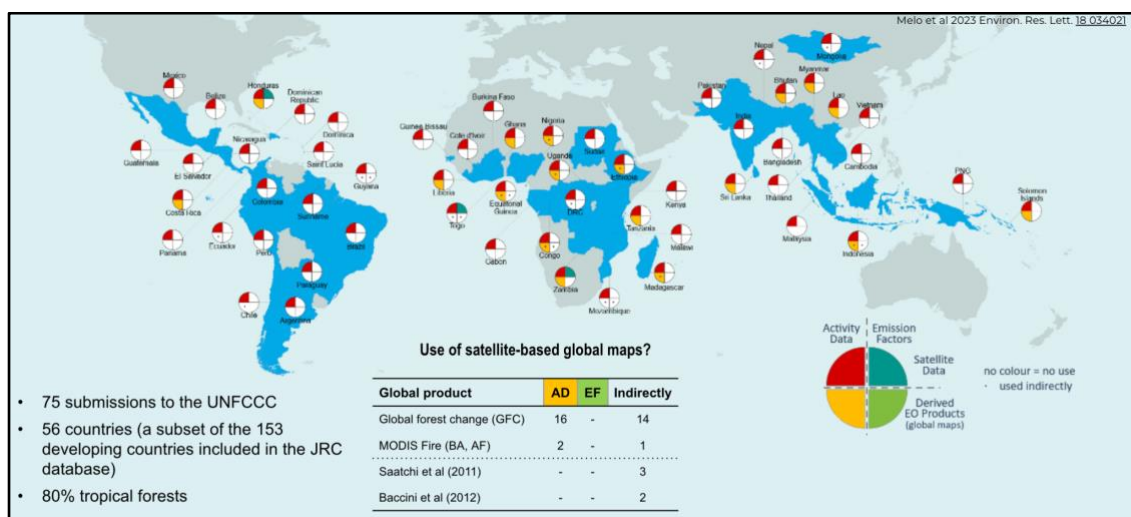 Melo et al 2023 Environ. Res. Lett. 18 034021
Mexico
Belize
Honduras
Dominican
Republic
Nicaragua
Dominica
Guatemala
El Salvador
Saint Lucia
Guyana
Costa Rica
Colombia
Suriname
Panama
Ecuador
Peru
Brazil
Paraguay
Chile
Argentina
Guinea Bissau
Burkina Faso
Cote d'Ivoir
Ghana
Nigeria
Sudan
Uganda
Ethiopia
Liberia
Equatorial
Guinea
Togo
DRC
Kenya
Tanzania
Gabon
Congo
Malawi
Zambia
Mozambique
Madagascar
Nepal
Mongolia
Pakistan
Bhutan
Myanmar
Lao
Vietnam
India
Bangladesh
Cambodia
Sri Lanka
Thailand
Malaysia
Indonesia
PNG
Solomon
Islands
Activity
Data
Emission
Factors
Satellite
Data
Derived
EO Products
(global maps)
no colour = no use
· used indirectly
Use of satellite-based global maps?
Global product AD EF Indirectly
Global forest change (GFC) 16 - 14
MODIS Fire (BA, AF) 2 - 1
Saatchi et al (2011) - - 3
Baccini et al (2012) - - 2
• 75 submissions to the UNFCCC
• 56 countries (a subset of the 153
developing countries included in the JRC
database)
• 80% tropical forests